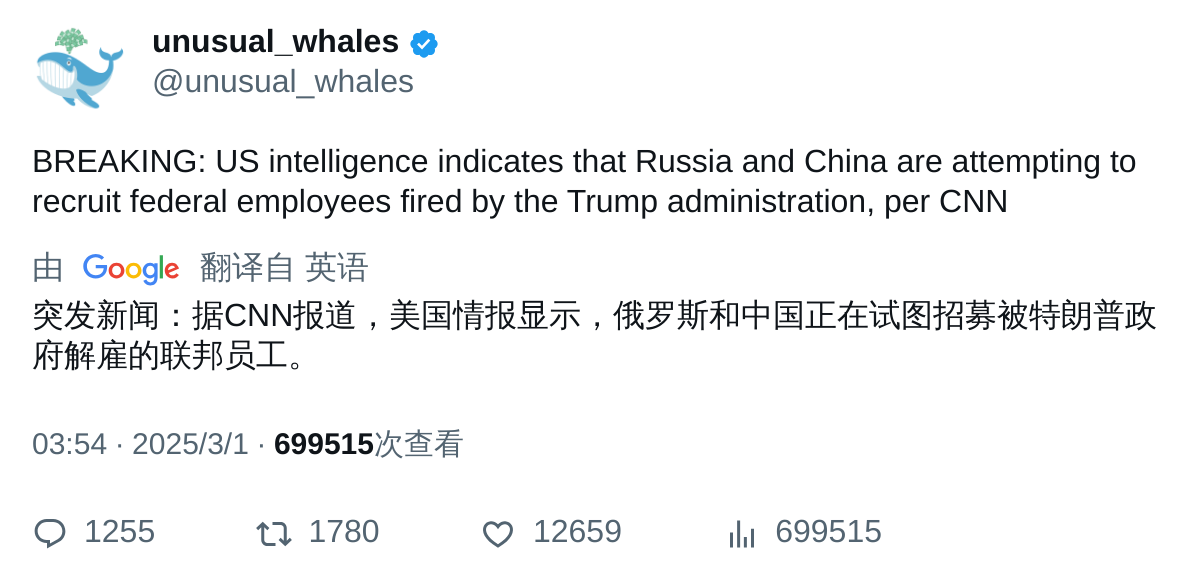 unusual_whales
@unusual_whales
BREAKING: US intelligence indicates that Russia and China are attempting to
recruit federal employees fired by the Trump administration, per CNN
由 Google 翻译自 英语
突发新闻：据CNN报道，美国情报显示，俄罗斯和中国正在试图招募被特朗普政
府解雇的联邦员工。
03:54 · 2025/3/1 · 699515次查看
1255 1780 12659 699515